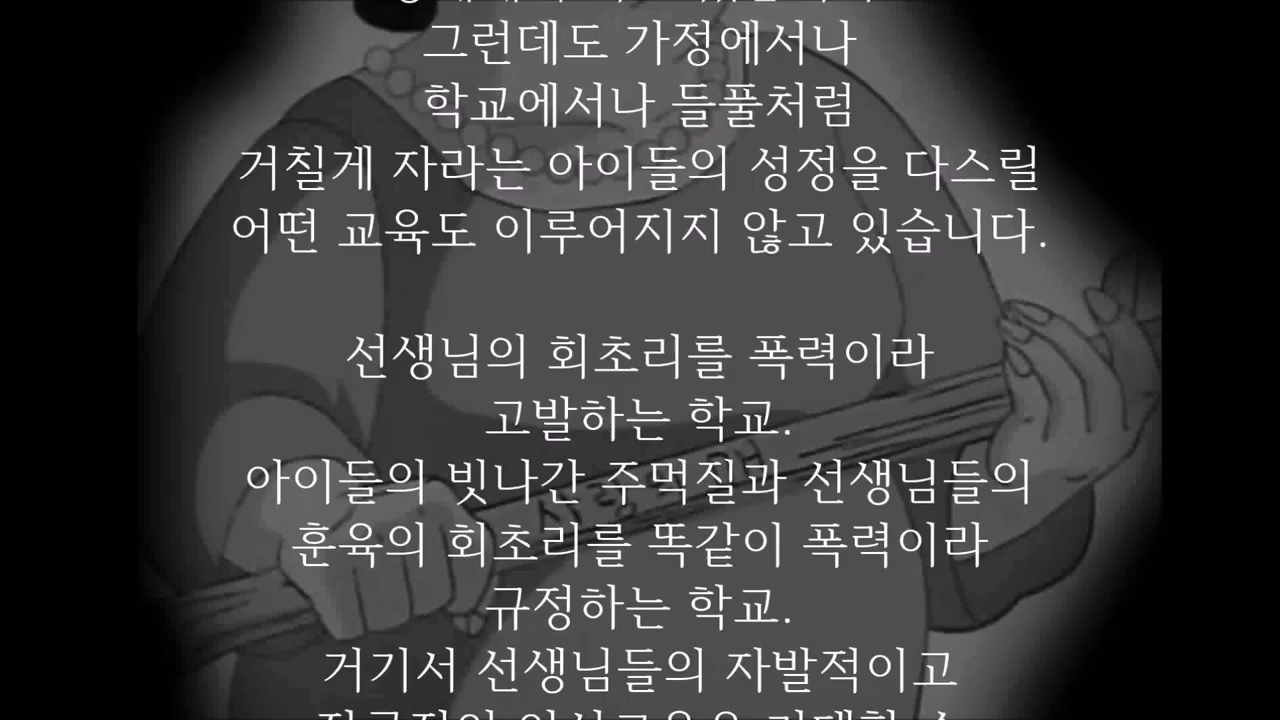 그런데도 가정에서나
학교에서나 들풀처럼
거칠게 자라는 아이들의 성정을 다스릴
어떤 교육도 이루어지지 않고 있습니다.
선생님의 회초리를 폭력이라
고발하는 학교.
아이들의 빗나간 주먹질과 선생님들의
훈육의 회초리를 똑같이 폭력이라
규정하는 학교.
거기서 선생님들의 자발적이고